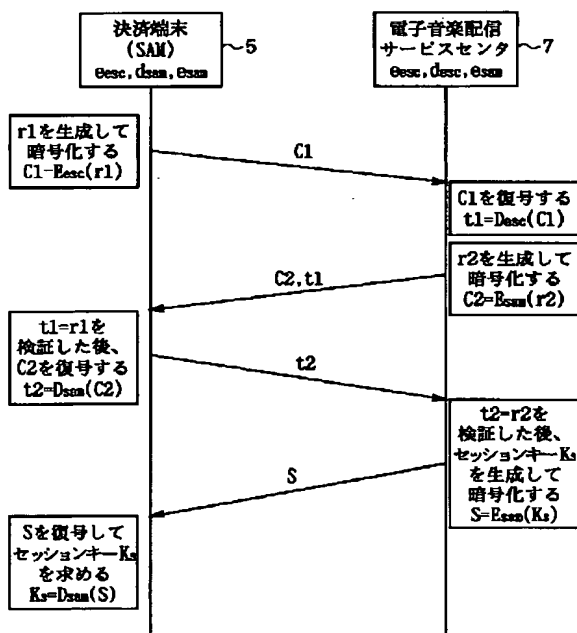 決済端末
(SAM)
eesc,dsam,esam
5
電子音楽配信
サービスセンタ
eesc,desc,esam
7
r1を生成して
暗号化する
C1-Eesc(r1)
C1
C1を復号する
t1=Desc(C1)
r2を生成して
暗号化する
C2=Esam(r2)
C2,t1
t1=r1を
検証した後、
C2を復号する
t2=Dsam(C2)
t2
t2=r2を
検証した後、
セッションキーKs
を生成して
暗号化する
S=Esam(Ks)
S
Sを復号して
セッションキーKs
を求める
Ks=Dsam(S)